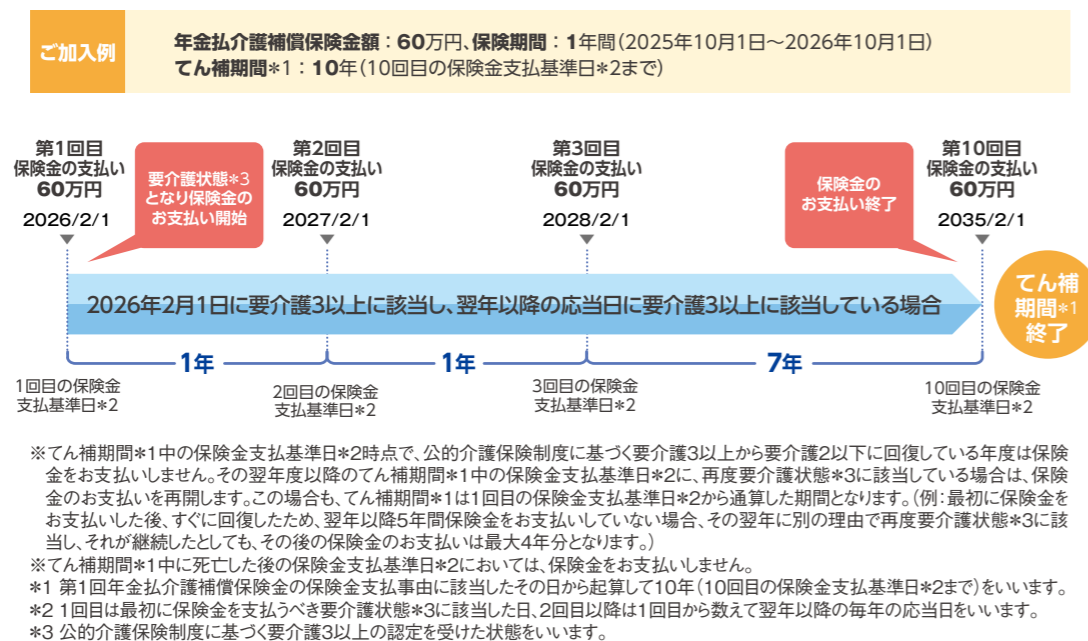 ご加入例
年金払介護補償保険金額：60万円、保険期間：1年間(2025年10月1日～2026年10月1日)
てん補期間*1：10年(10回目の保険金支払基準日*2まで)
第1回目
保険金の支払い
60万円
2026/2/1
要介護状態*3
となり保険金の
お支払い開始
第2回目
保険金の支払い
60万円
2027/2/1
第3回目
保険金の支払い
60万円
2028/2/1
保険金の
お支払い終了
第10回目
保険金の支払い
60万円
2035/2/1
2026年2月1日に要介護3以上に該当し、翌年以降の応当日に要介護3以上に該当している場合
てん補
期間*1
終了
1年
1年
7年
1回目の保険金
支払基準日*2
2回目の保険金
支払基準日*2
3回目の保険金
支払基準日*2
10回目の保険金
支払基準日*2
※てん補期間*1中の保険金支払基準日*2時点で、公的介護保険制度に基づく要介護3以上から要介護2以下に回復している年度は保険
金をお支払いしません。その翌年度以降のてん補期間*1中の保険金支払基準日*2に、再度要介護状態*3に該当している場合は、保険
金のお支払いを再開します。この場合も、てん補期間*1は1回目の保険金支払基準日*2から通算した期間となります。(例：最初に保険金を
お支払いした後、すぐに回復したため、翌年以降5年間保険金をお支払いしていない場合、その翌年に別の理由で再度要介護状態*3に該
当し、それが継続したとしても、その後の保険金のお支払いは最大4年分となります。)
※てん補期間*1中に死亡した後の保険金支払基準日*2においては、保険金をお支払いしません。
*1 第1回年金払介護補償保険金の保険金支払事由に該当したその日から起算して10年(10回目の保険金支払基準日*2まで)をいいます。
*2 1回目は最初に保険金を支払うべき要介護状態*3に該当した日、2回目以降は1回目から数えて翌年以降の毎年の応当日をいいます。
*3 公的介護保険制度に基づく要介護3以上の認定を受けた状態をいいます。